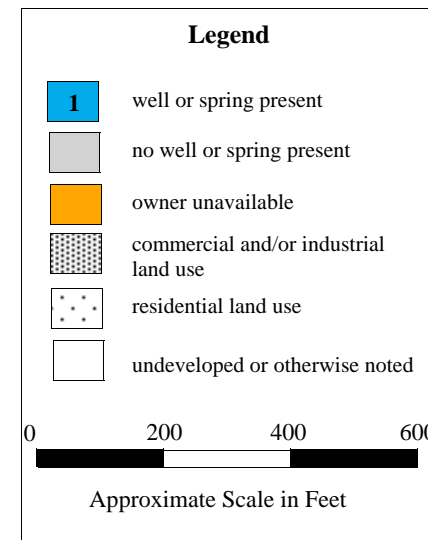 Legend
1 well or spring present
no well or spring present
owner unavailable
commercial and/or industrial
land use
residential land use
undeveloped or otherwise noted
0 200 400 600
Approximate Scale in Feet